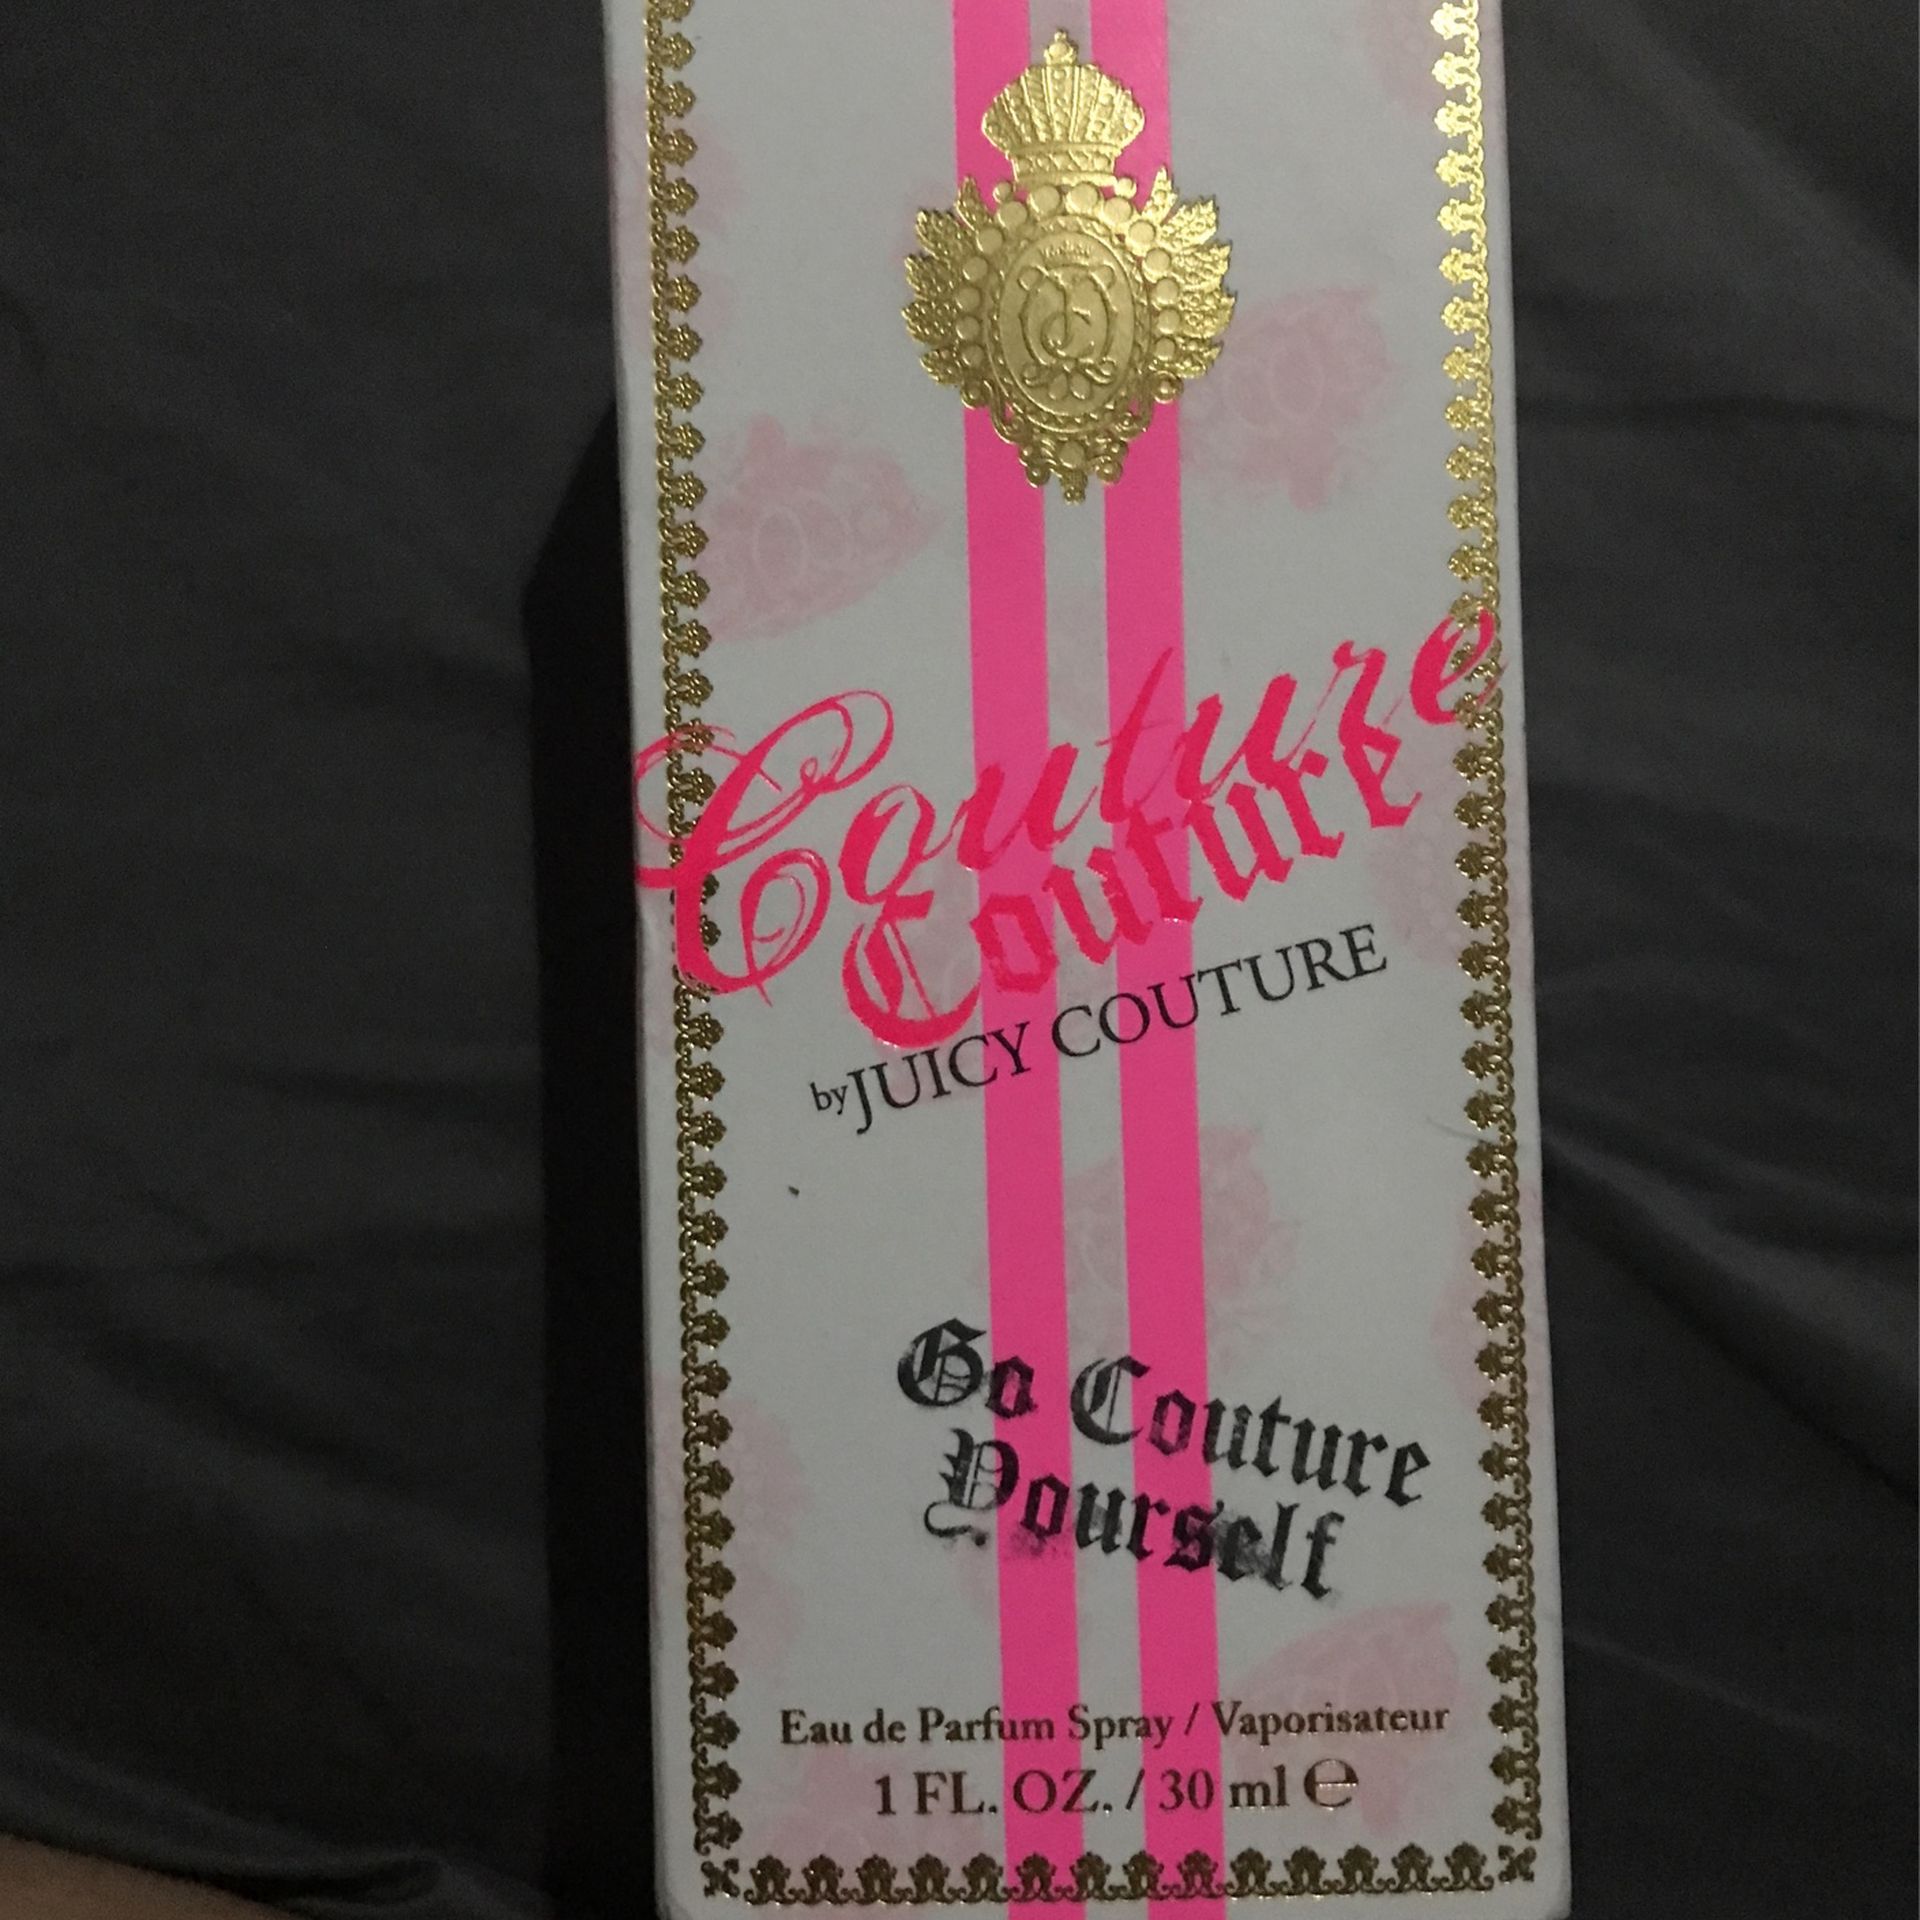 Couture
Couture
by JUICY COUTURE
Go Couture
Yourself
Eau de Parfum Spray / Vaporisateur
1 FL. OZ. / 30 ml ℮